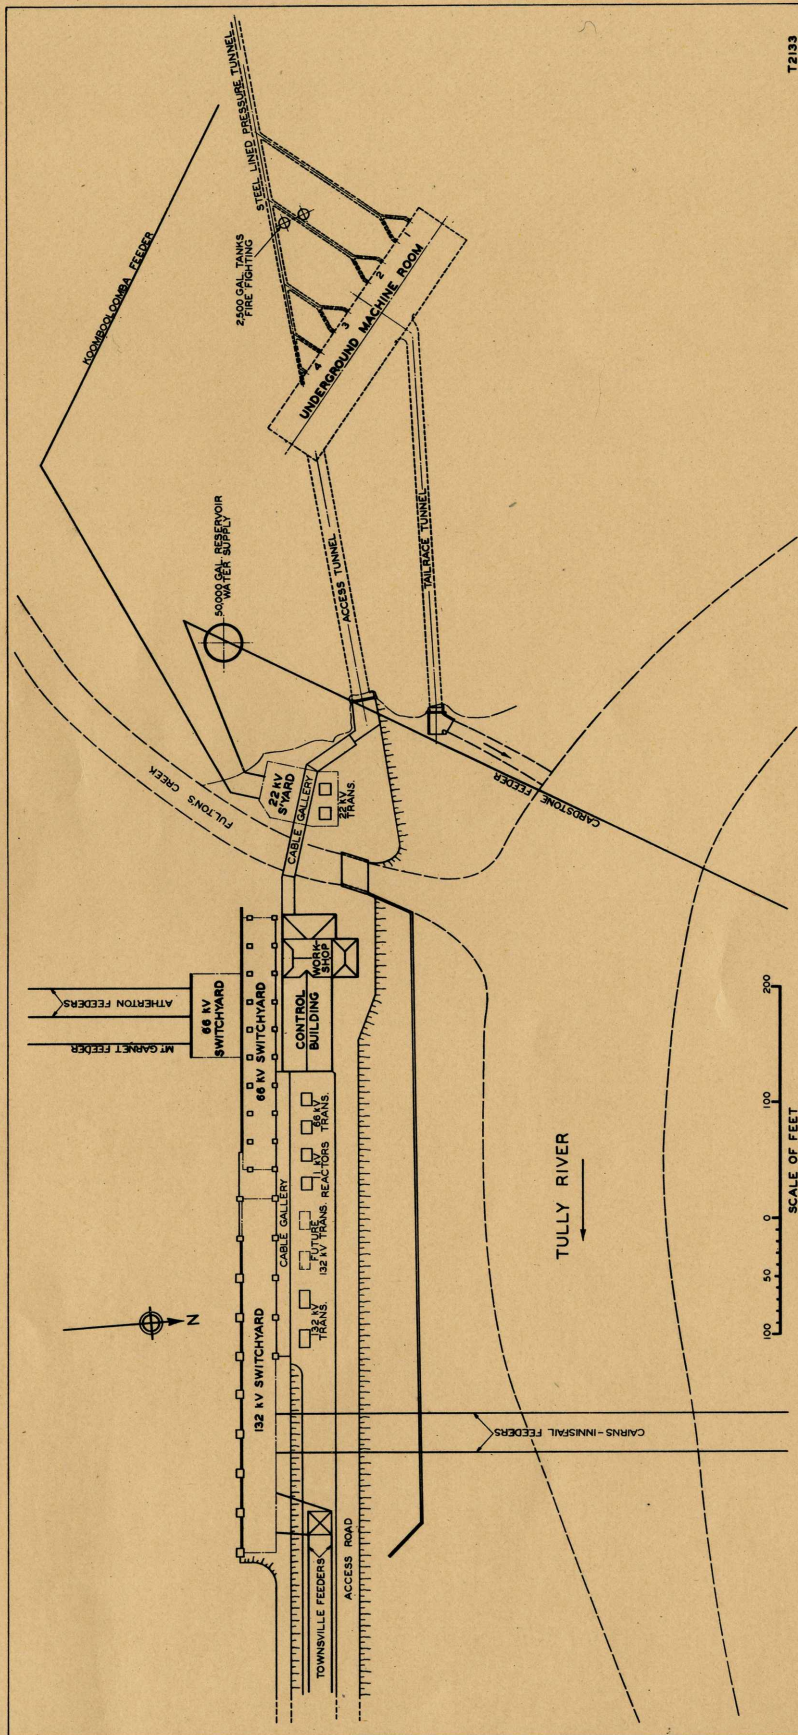 T2133
STEEL LINED PRESSURE TUNNEL
KOOMBOOLOOMBA FEEDER
2,500 GAL. TANKS
FIRE FIGHTING
1
2
3
4
UNDERGROUND MACHINE ROOM
50,000 GAL. RESERVOIR
WATER SUPPLY
ACCESS TUNNEL
TAILRACE TUNNEL
FULTON'S CREEK
22 kV
S'YARD
CABLE GALLERY
22 kV
TRANS.
CARDSTONE
FEEDER
ATHERTON FEEDERS
MT GARNET FEEDER
66 kV
SWITCHYARD
66 kV SWITCHYARD
WORK-
SHOP
CONTROL
BUILDING
66 kV
TRANS.
11 kV
REACTORS
CABLE GALLERY
FUTURE
132 kV TRANS.
132 kV
TRANS.
132 kV SWITCHYARD
N
TULLY RIVER
CAIRNS-INNISFAIL FEEDERS
TOWNSVILLE FEEDERS
ACCESS ROAD
100
50
0
100
200
SCALE OF FEET